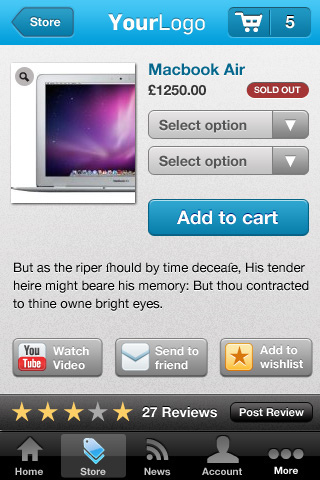 Store
YourLogo
5
Macbook Air
£1250.00
SOLD OUT
Select option
Select option
Add to cart
But as the riper ſhould by time deceaſe, His tender
heire might beare his memory: But thou contracted
to thine owne bright eyes.
You
Tube
Watch
Video
Send to
friend
Add to
wishlist
27 Reviews
Post Review
Home
Store
News
Account
More